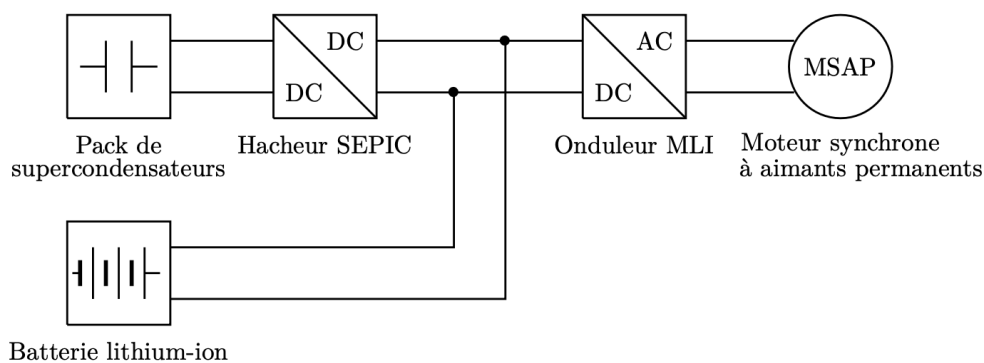 DC
DC
AC
DC
MSAP
Pack de
supercondensateurs
Hacheur SEPIC
Onduleur MLI
Moteur synchrone
à aimants permanents
Batterie lithium-ion